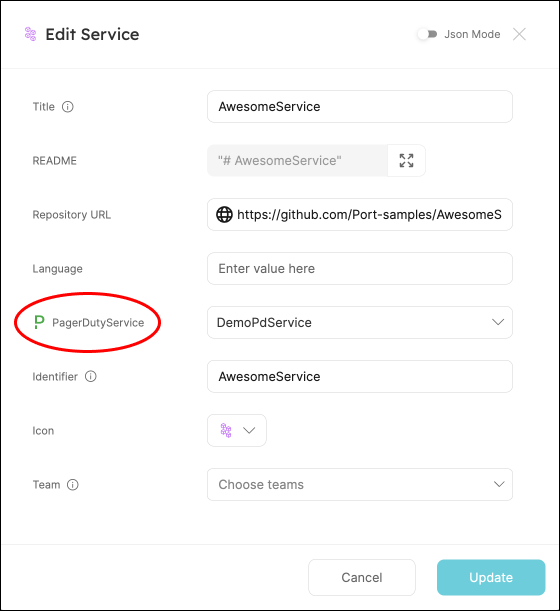 Edit Service
Json Mode
Title
AwesomeService
README
"# AwesomeService"
Repository URL
https://github.com/Port-samples/AwesomeS
Language
Enter value here
PagerDutyService
DemoPdService
Identifier
AwesomeService
Icon
Team
Choose teams
Cancel
Update